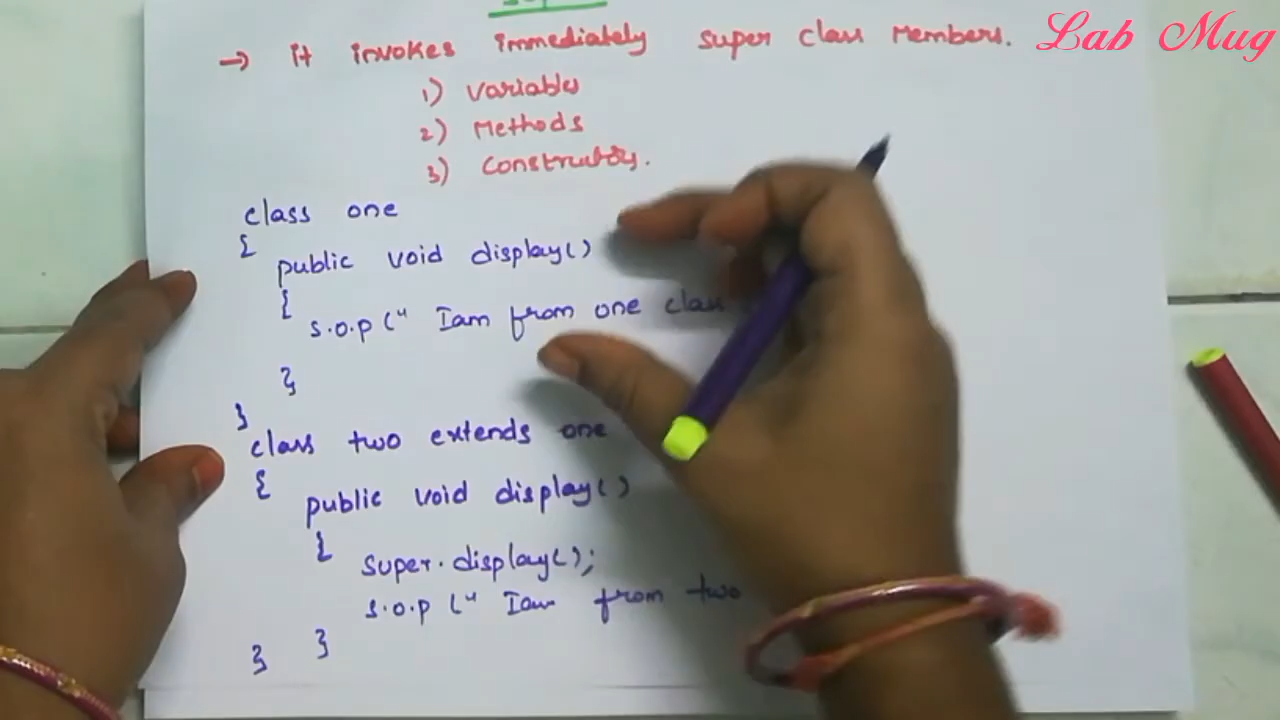 Lab Mug
→ It invokes immediately super class Members.
1) Variables
2) Methods
3) Constructors.
class one
{
public void display()
{
S.o.p (" Iam from one class
}
}
class two extends one
{
public void display()
{
super.display();
S.o.p (" Iam from two
}
}